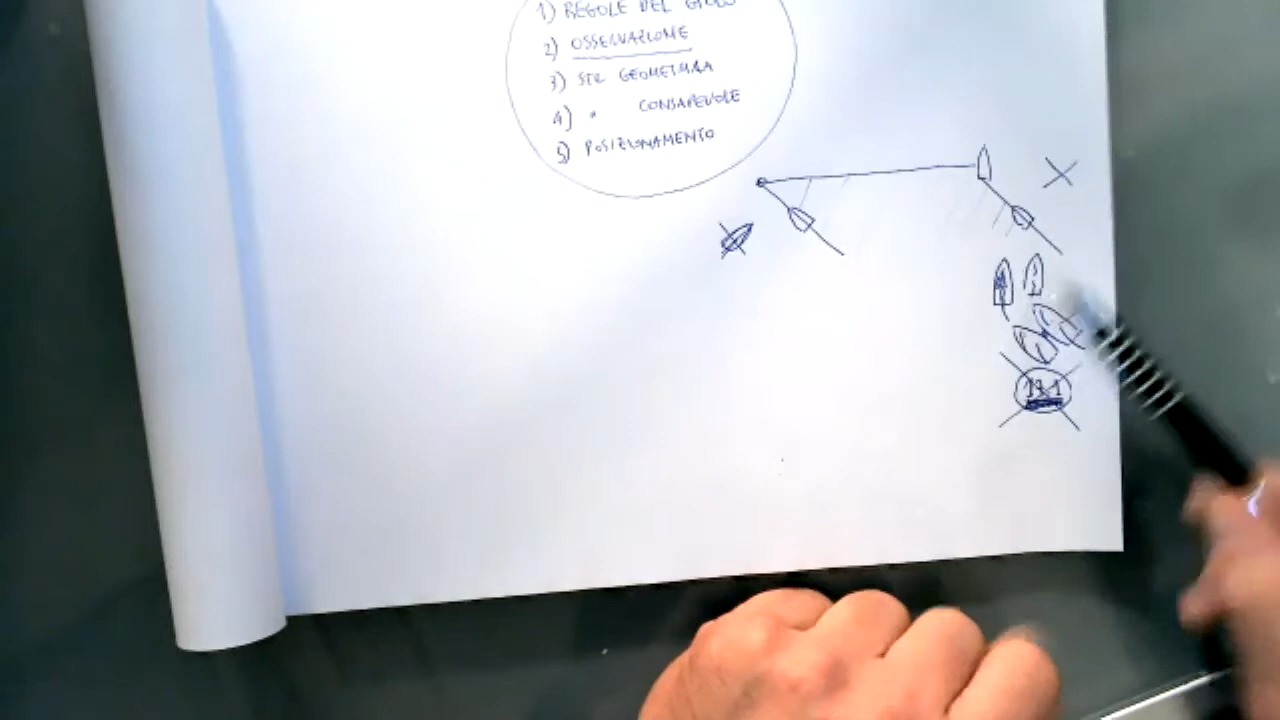 1) REGOLE DEL GIOCO
2) OSSERVAZIONE
3) STR GEOMETRICA
4) " CONSAPEVOLE
5) POSIZIONAMENTO